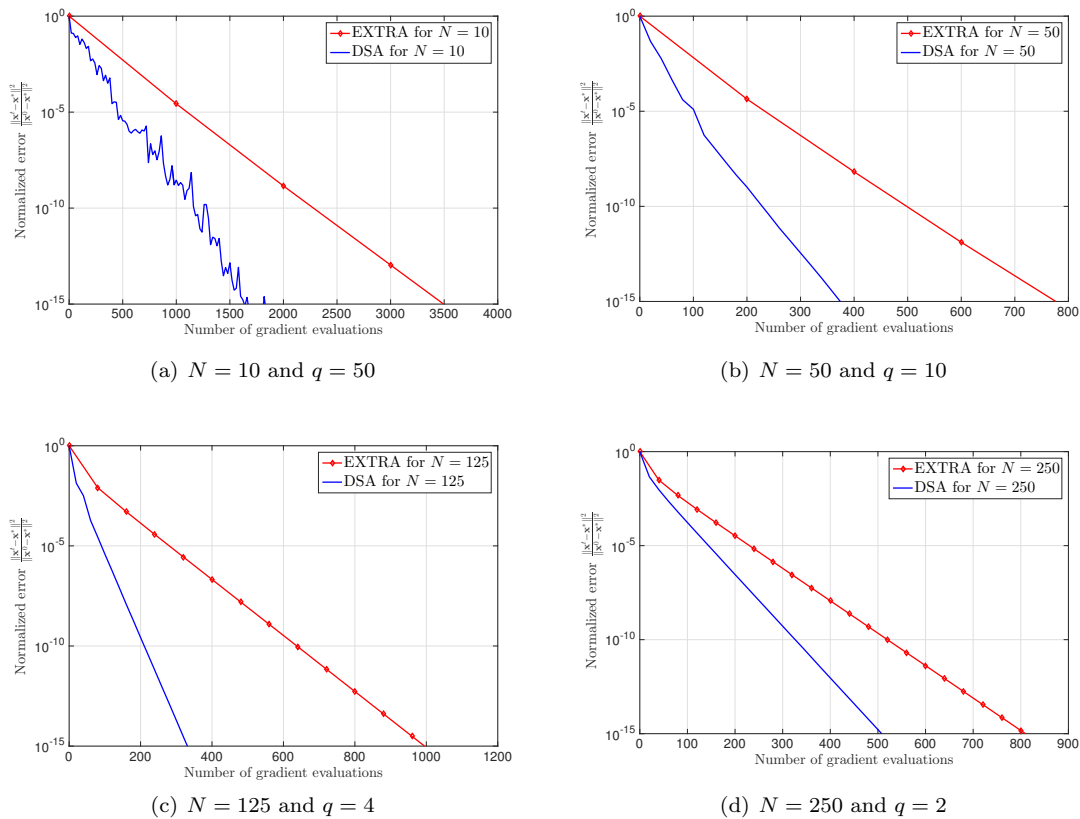 EXTRA for N = 10
DSA for N = 10
Normalized error ||x^t−x*||²/||x^0−x*||²
10^0
10^-5
10^-10
10^-15
0 500 1000 1500 2000 2500 3000 3500 4000
Number of gradient evaluations
(a) N = 10 and q = 50
EXTRA for N = 50
DSA for N = 50
Normalized error ||x^t−x*||²/||x^0−x*||²
10^0
10^-5
10^-10
10^-15
0 100 200 300 400 500 600 700 800
Number of gradient evaluations
(b) N = 50 and q = 10
EXTRA for N = 125
DSA for N = 125
Normalized error ||x^t−x*||²/||x^0−x*||²
10^0
10^-5
10^-10
10^-15
0 200 400 600 800 1000 1200
Number of gradient evaluations
(c) N = 125 and q = 4
EXTRA for N = 250
DSA for N = 250
Normalized error ||x^t−x*||²/||x^0−x*||²
10^0
10^-5
10^-10
10^-15
0 100 200 300 400 500 600 700 800 900
Number of gradient evaluations
(d) N = 250 and q = 2